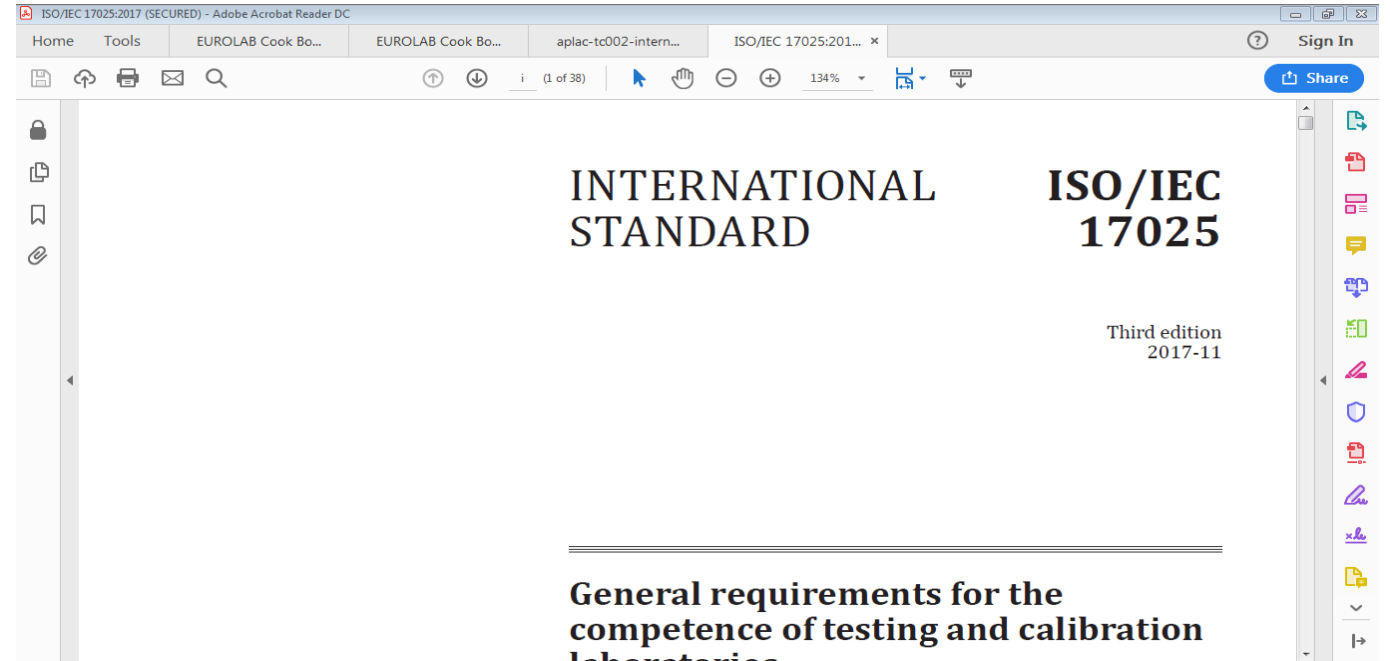 ISO/IEC 17025:2017 (SECURED) - Adobe Acrobat Reader DC
Home Tools EUROLAB Cook Bo... EUROLAB Cook Bo... aplac-tc002-intern... ISO/IEC 17025:201... × Sign In
i (1 of 38) 134% Share
INTERNATIONAL ISO/IEC
STANDARD 17025
Third edition
2017-11
General requirements for the
competence of testing and calibration
laboratories